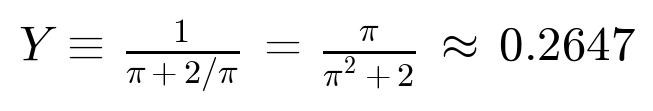 Y ≡ 1/(π + 2/π) = π/(π² + 2) ≈ 0.2647